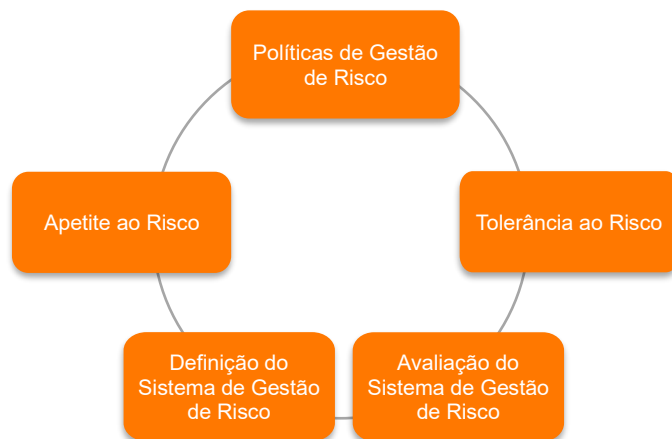 Políticas de Gestão
de Risco
Apetite ao Risco
Tolerância ao Risco
Definição do
Sistema de Gestão
de Risco
Avaliação do
Sistema de Gestão
de Risco